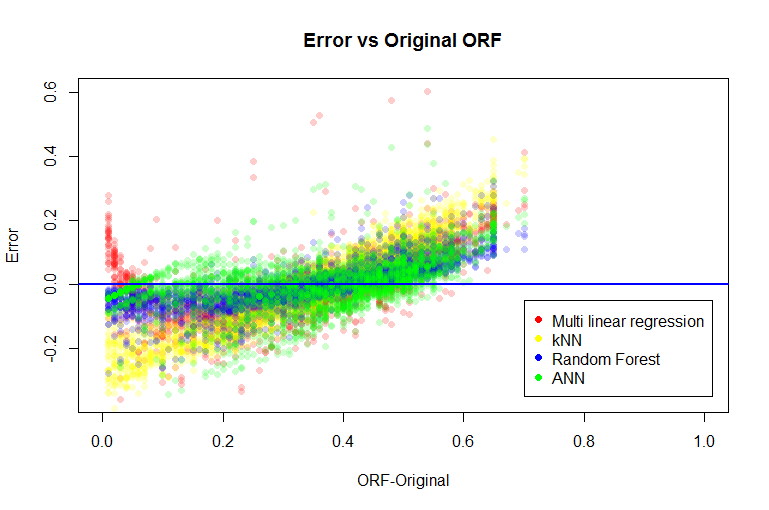 Error vs Original ORF
Error
0.6
0.4
0.2
0.0
-0.2
0.0 0.2 0.4 0.6 0.8 1.0
ORF-Original
Multi linear regression
kNN
Random Forest
ANN